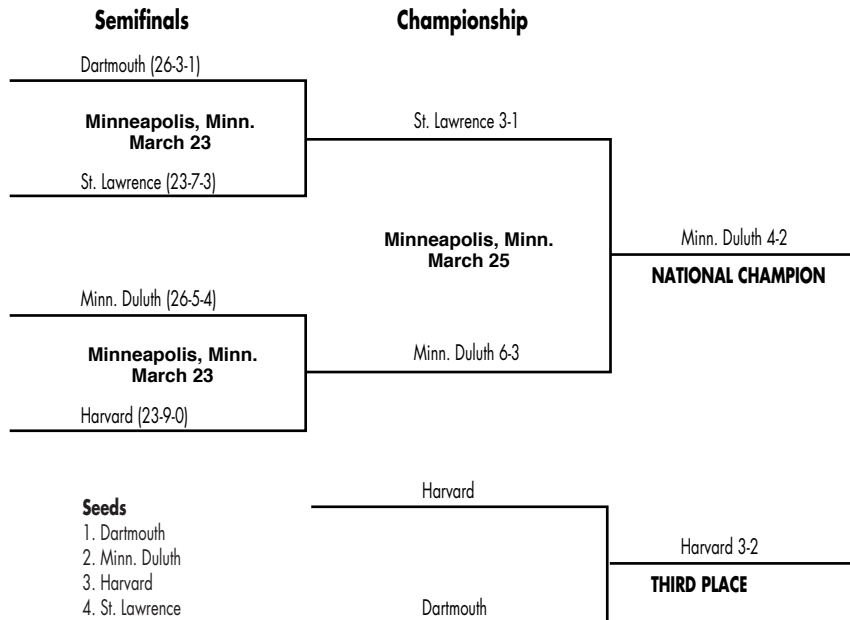 Semifinals
Championship
Dartmouth (26-3-1)
Minneapolis, Minn.
March 23
St. Lawrence 3-1
St. Lawrence (23-7-3)
Minneapolis, Minn.
March 25
Minn. Duluth 4-2
NATIONAL CHAMPION
Minn. Duluth (26-5-4)
Minneapolis, Minn.
March 23
Minn. Duluth 6-3
Harvard (23-9-0)
Seeds
1. Dartmouth
2. Minn. Duluth
3. Harvard
4. St. Lawrence
Harvard
Harvard 3-2
THIRD PLACE
Dartmouth